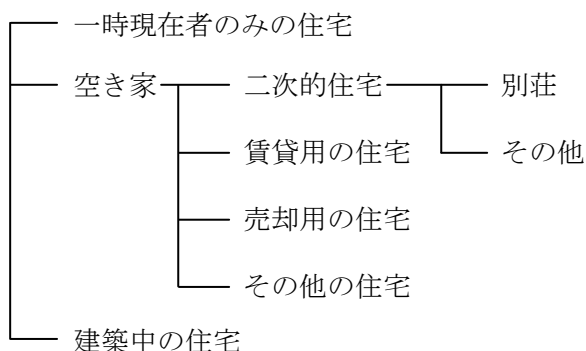 一時現在者のみの住宅
空き家 二次的住宅 別荘
賃貸用の住宅 その他
売却用の住宅
その他の住宅
建築中の住宅